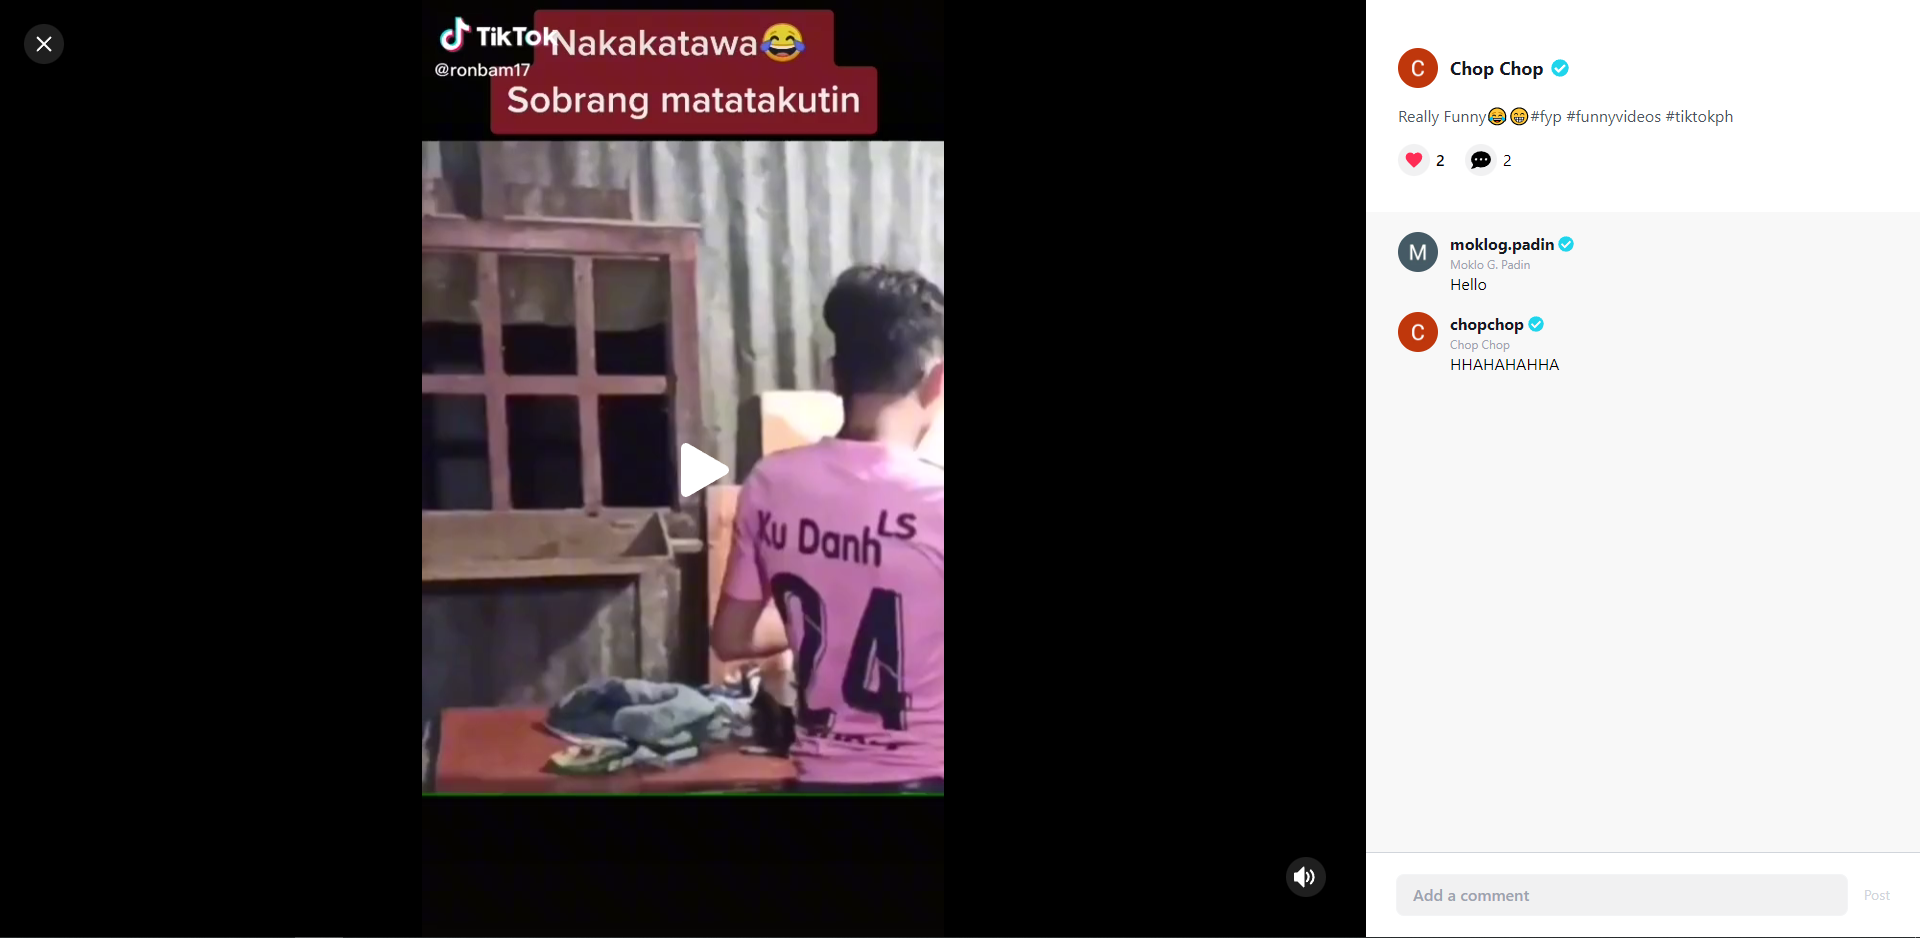 TikTok
@ronbam17
Nakakatawa😂
Sobrang matatakutin
Ku Danh LS
24
C
Chop Chop
Really Funny😂😁#fyp #funnyvideos #tiktokph
2 2
M
moklog.padin
Moklo G. Padin
Hello
C
chopchop
Chop Chop
HHAHAHAHHA
Add a comment Post